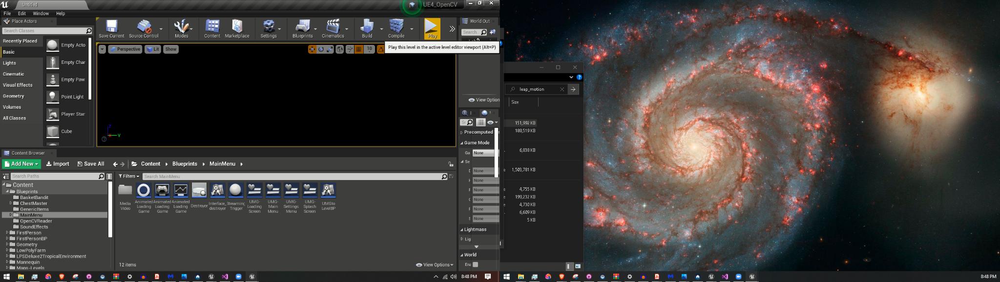 Untitled
UE4_OpenCV
File Edit Window Help
Place Actors
Search Classes
Recently Placed
Basic
Lights
Cinematic
Visual Effects
Geometry
Volumes
All Classes
Empty Acto
Empty Char
Empty Paw
Point Light
Player Star
Cube
Save Current
Source Control
Modes
Content
Marketplace
Settings
Blueprints
Cinematics
Build
Compile
Play
World Out
Search
Perspective
Lit
Show
10
Play this level in the active level editor viewport (Alt+P)
View Option
Precomputed
Game Mode
Ga None
Se
None
None
None
None
None
None
Lightmass
Lig
World
Ena
Content Browser
Add New
Import
Save All
Content
Blueprints
MainMenu
Search Paths
Filters
Search MainMenu
Content
Blueprints
BasketBandit
ChestMaster
GenericItems
MainMenu
OpenCVReader
SoundEffects
FirstPerson
FirstPersonBP
Geometry
LowPolyFarm
LPSDeluxe2TropicalEnvironment
Mannequin
Maps-Levels
Media Video
Animated Loading Game
Animated Loading Game
Animated Loading Game
Destroyer
Interface_ destroyer
Streaming Trigger
UMG-Loading Screen
UMG-Main Menu
UMG-Settings Menu
UMG-Splash Screen
UMGto LevelBP
12 items
View Options
8:48 PM
leap_motion
Size
151,992 KB
189,519 KB
6,838 KB
1,503,781 KB
4,755 KB
199,232 KB
4,730 KB
6,609 KB
5 KB
8:48 PM